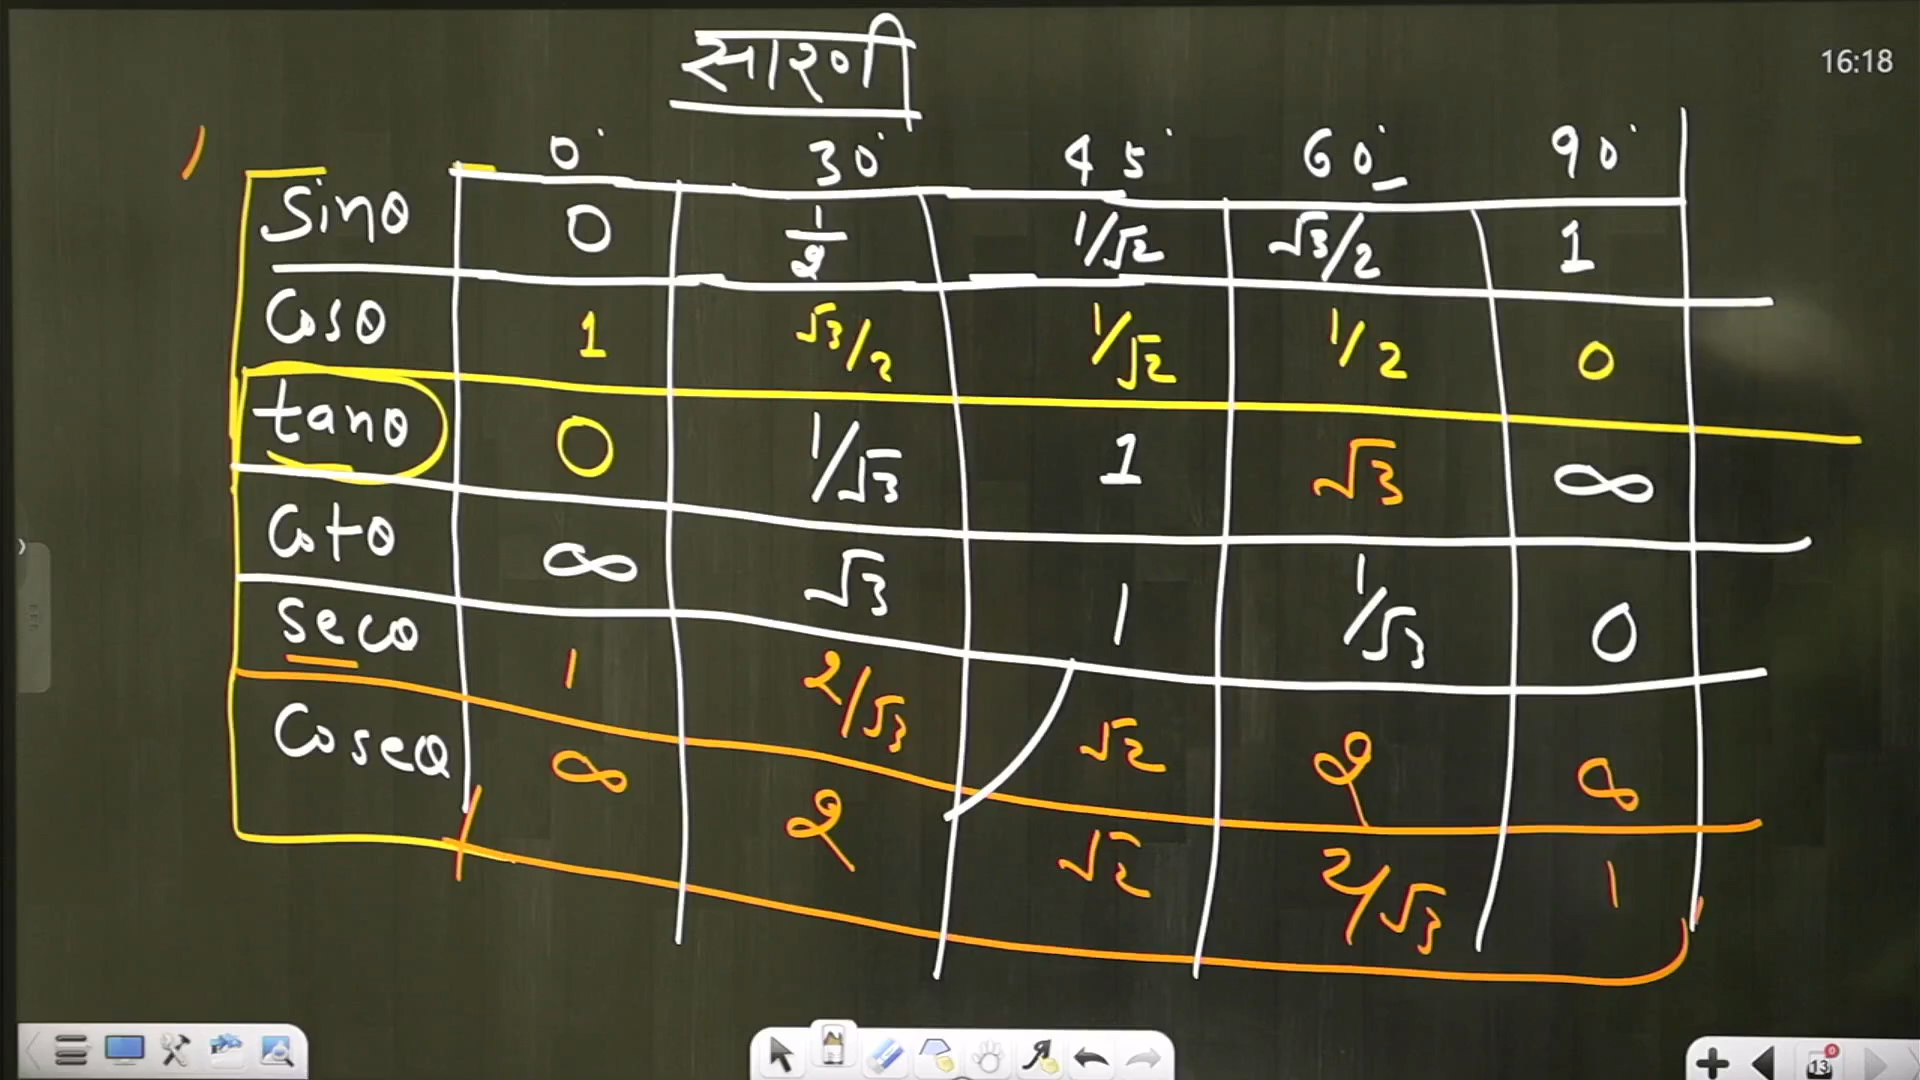 सारणी
16:18
0° 30° 45° 60° 90°
Sinθ 0 1/2 1/√2 √3/2 1
Cosθ 1 √3/2 1/√2 1/2 0
tanθ 0 1/√3 1 √3 ∞
Cotθ ∞ √3 1 1/√3 0
Secθ 1 2/√3 √2 2 ∞
Cosecθ ∞ 2 √2 2/√3 1
13